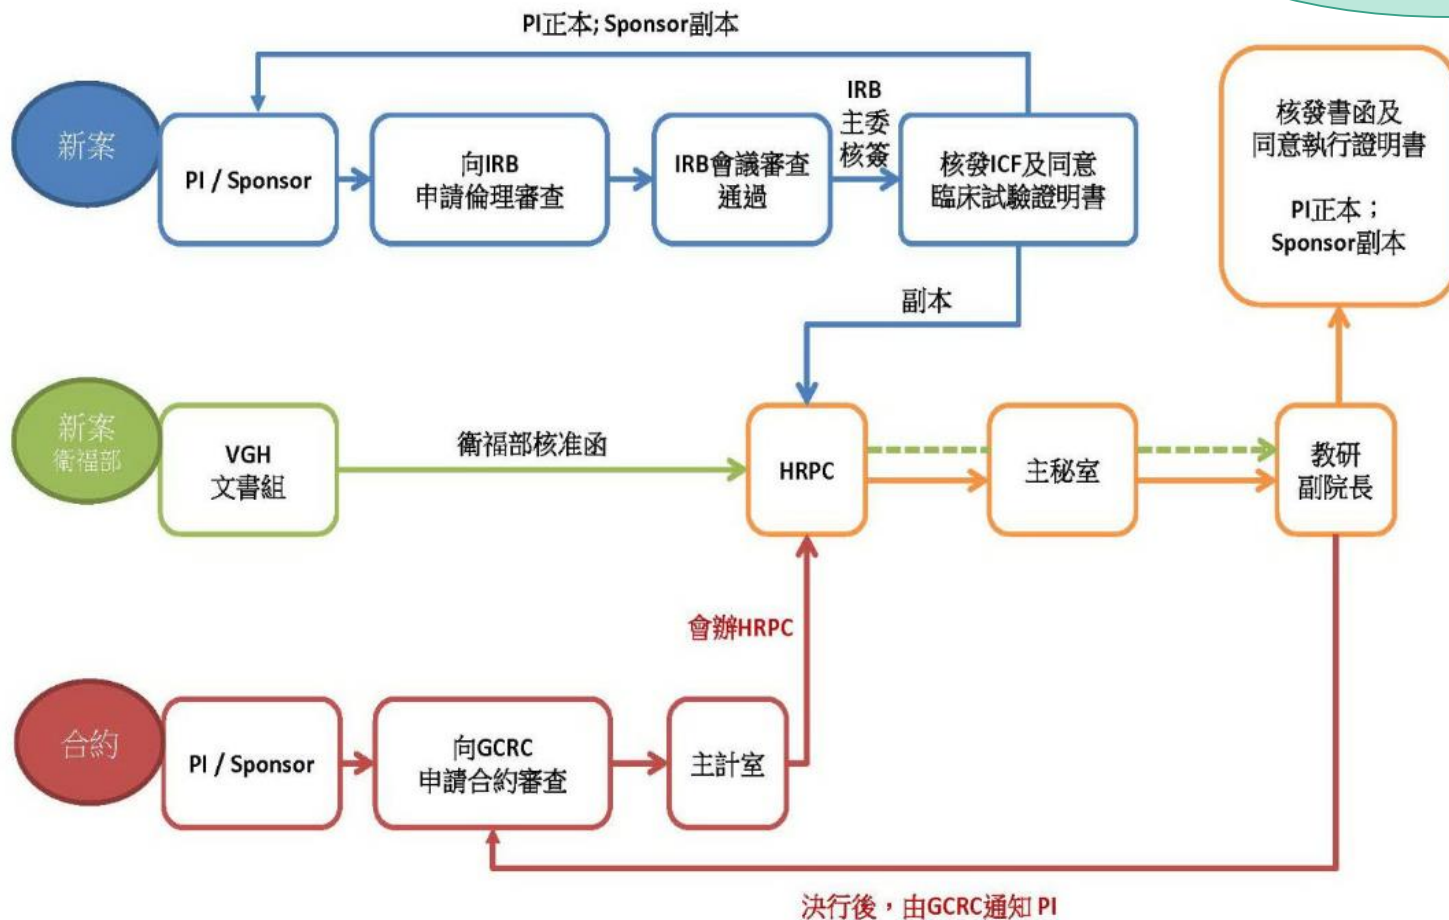 PI正本; Sponsor副本
新案
PI / Sponsor
向IRB
申請倫理審查
IRB會議審查
通過
IRB
主委
核簽
核發ICF及同意
臨床試驗證明書
核發書函及
同意執行證明書
PI正本；
Sponsor副本
副本
新案
衛福部
VGH
文書組
衛福部核准函
HRPC
主秘室
教研
副院長
會辦HRPC
合約
PI / Sponsor
向GCRC
申請合約審查
主計室
決行後，由GCRC通知 PI